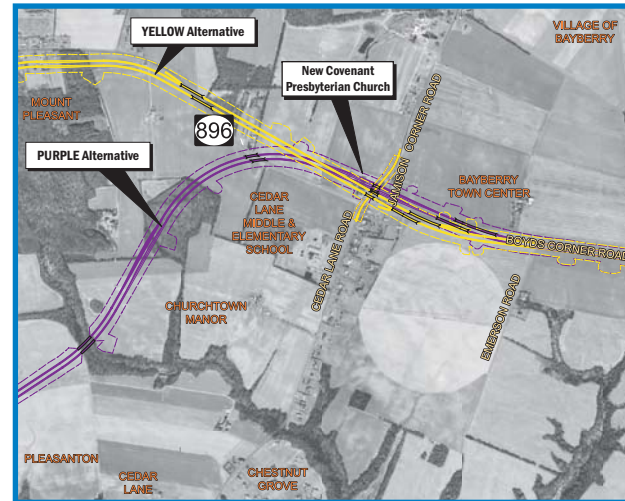 YELLOW Alternative
VILLAGE OF
BAYBERRY
New Covenant
Presbyterian Church
MOUNT
PLEASANT
896
PURPLE Alternative
JAMISON CORNER ROAD
BAYBERRY
TOWN CENTER
CEDAR
LANE
MIDDLE &
ELEMENTARY
SCHOOL
BOYDS CORNER ROAD
CEDAR LANE ROAD
EMERSON ROAD
CHURCHTOWN
MANOR
PLEASANTON
CEDAR
LANE
CHESTNUT
GROVE